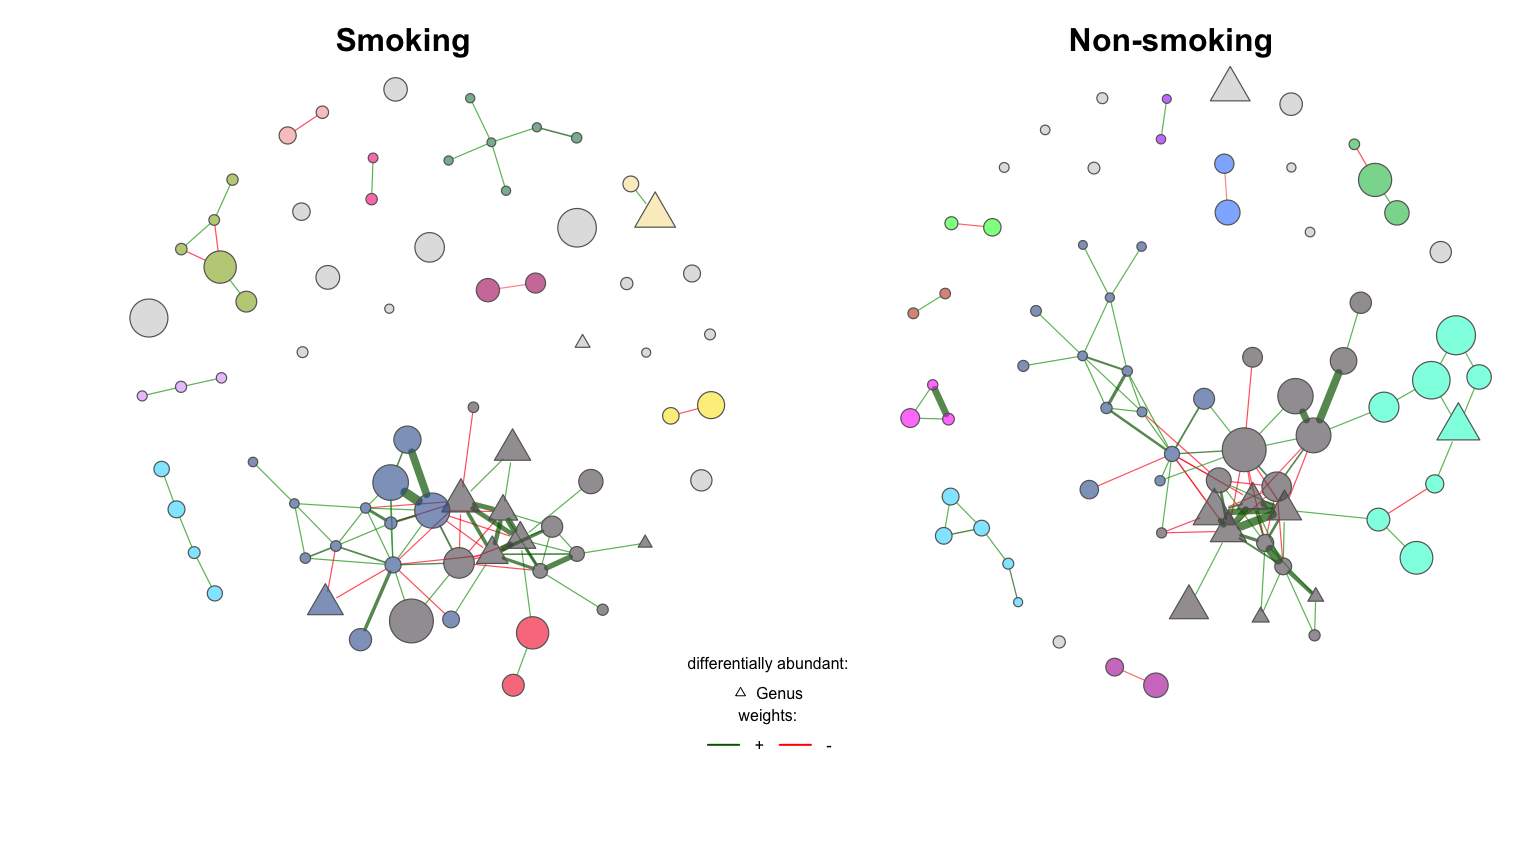 Smoking
Non-smoking
differentially abundant:
Genus
weights:
+ -